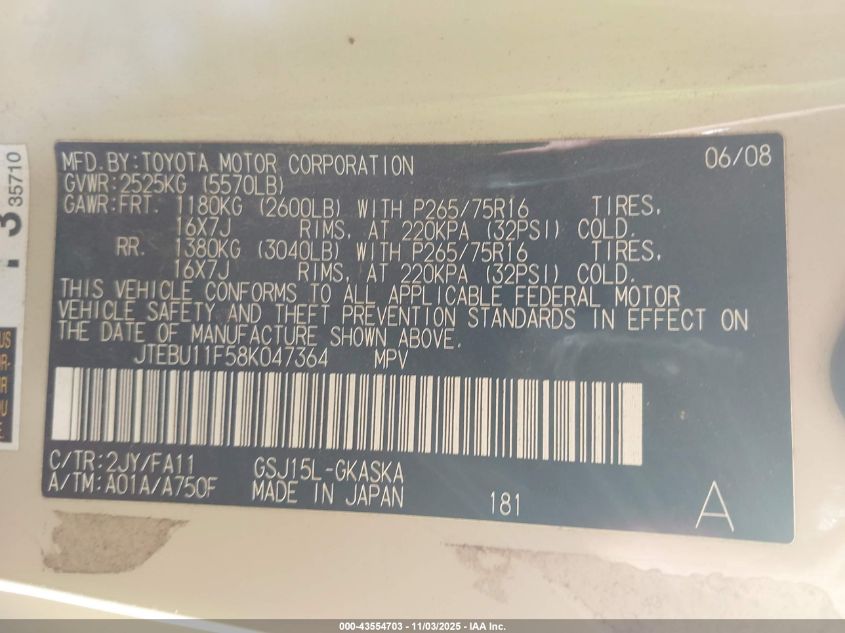 MFD.BY:TOYOTA MOTOR CORPORATION 06/08
GVWR:2525KG (5570LB)
GAWR:FRT. 1180KG (2600LB) WITH P265/75R16 TIRES,
16X7J RIMS, AT 220KPA (32PSI) COLD.
RR. 1380KG (3040LB) WITH P265/75R16 TIRES,
16X7J RIMS, AT 220KPA (32PSI) COLD.
THIS VEHICLE CONFORMS TO ALL APPLICABLE FEDERAL MOTOR
VEHICLE SAFETY AND THEFT PREVENTION STANDARDS IN EFFECT ON
THE DATE OF MANUFACTURE SHOWN ABOVE.
JTEBU11F58K047364 MPV
C/TR:2JY/FA11 GSJ15L-GKASKA
A/TM:A01A/A750F MADE IN JAPAN 181 A
35710
000-43554703 - 11/03/2025 - IAA Inc.